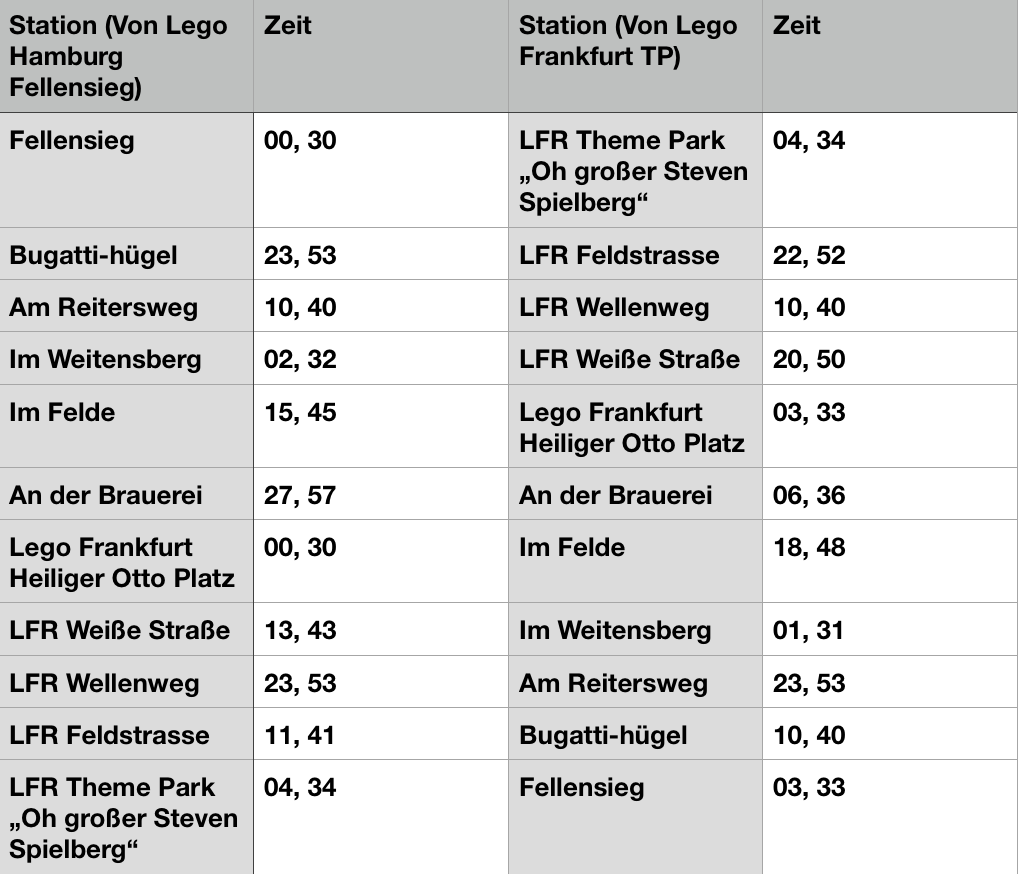 Station (Von Lego
Hamburg
Fellensieg)
Zeit
Station (Von Lego
Frankfurt TP)
Zeit
Fellensieg
00, 30
LFR Theme Park
„Oh großer Steven
Spielberg“
04, 34
Bugatti-hügel
23, 53
LFR Feldstrasse
22, 52
Am Reitersweg
10, 40
LFR Wellenweg
10, 40
Im Weitensberg
02, 32
LFR Weiße Straße
20, 50
Im Felde
15, 45
Lego Frankfurt
Heiliger Otto Platz
03, 33
An der Brauerei
27, 57
An der Brauerei
06, 36
Lego Frankfurt
Heiliger Otto Platz
00, 30
Im Felde
18, 48
LFR Weiße Straße
13, 43
Im Weitensberg
01, 31
LFR Wellenweg
23, 53
Am Reitersweg
23, 53
LFR Feldstrasse
11, 41
Bugatti-hügel
10, 40
LFR Theme Park
„Oh großer Steven
Spielberg“
04, 34
Fellensieg
03, 33